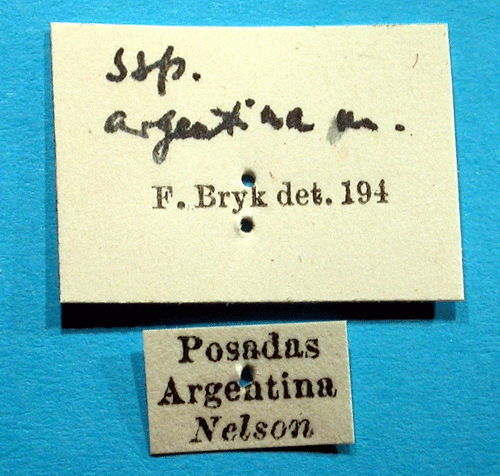 ssp.
argentina m.
F. Bryk det. 194
Posadas
Argentina
Nelson